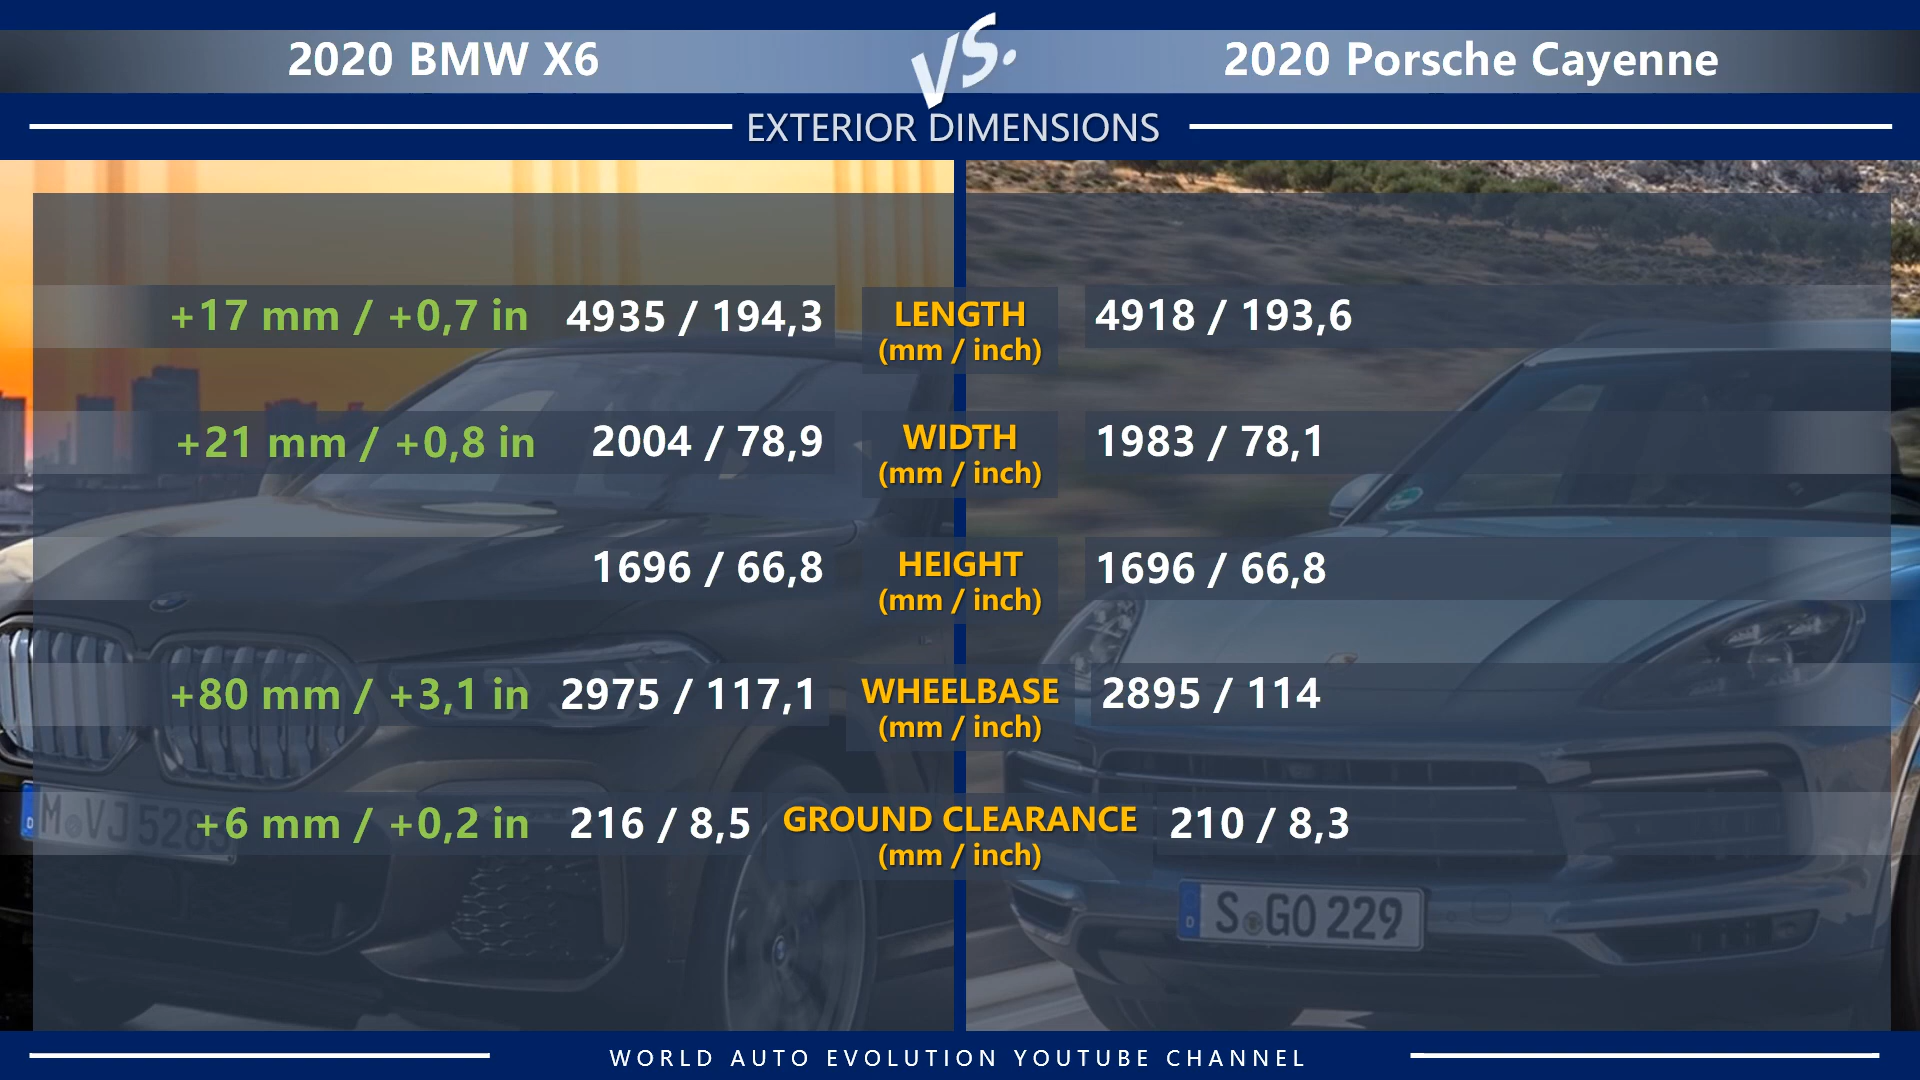 2020 BMW X6 VS. 2020 Porsche Cayenne
EXTERIOR DIMENSIONS
+17 mm / +0,7 in 4935 / 194,3 LENGTH 4918 / 193,6
(mm / inch)
+21 mm / +0,8 in 2004 / 78,9 WIDTH 1983 / 78,1
(mm / inch)
1696 / 66,8 HEIGHT 1696 / 66,8
(mm / inch)
+80 mm / +3,1 in 2975 / 117,1 WHEELBASE 2895 / 114
(mm / inch)
+6 mm / +0,2 in 216 / 8,5 GROUND CLEARANCE 210 / 8,3
(mm / inch)
D S GO 229
WORLD AUTO EVOLUTION YOUTUBE CHANNEL